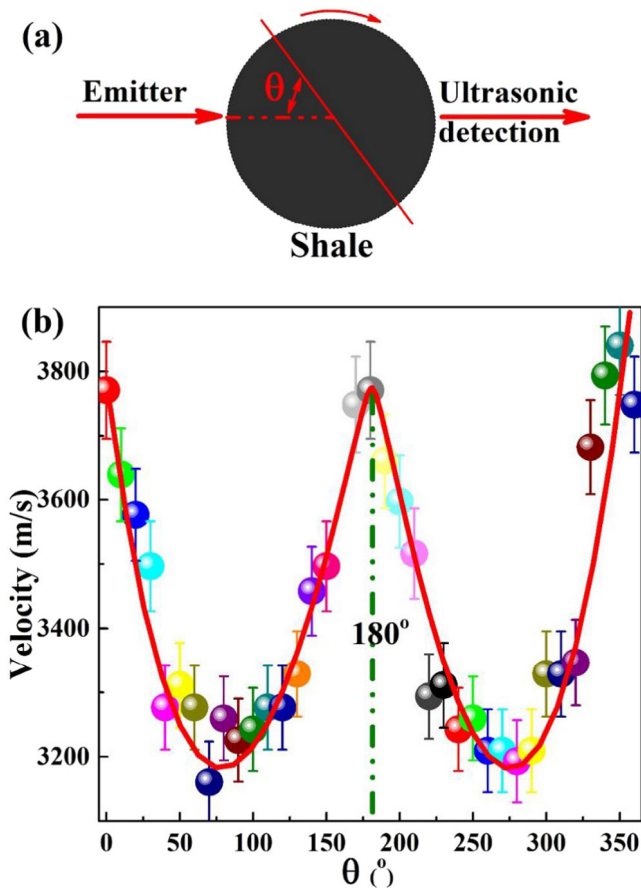 (a)
Emitter
θ
Ultrasonic
detection
Shale
(b)
Velocity (m/s)
3800
3600
3400
3200
180°
0 50 100 150 200 250 300 350
θ (°)